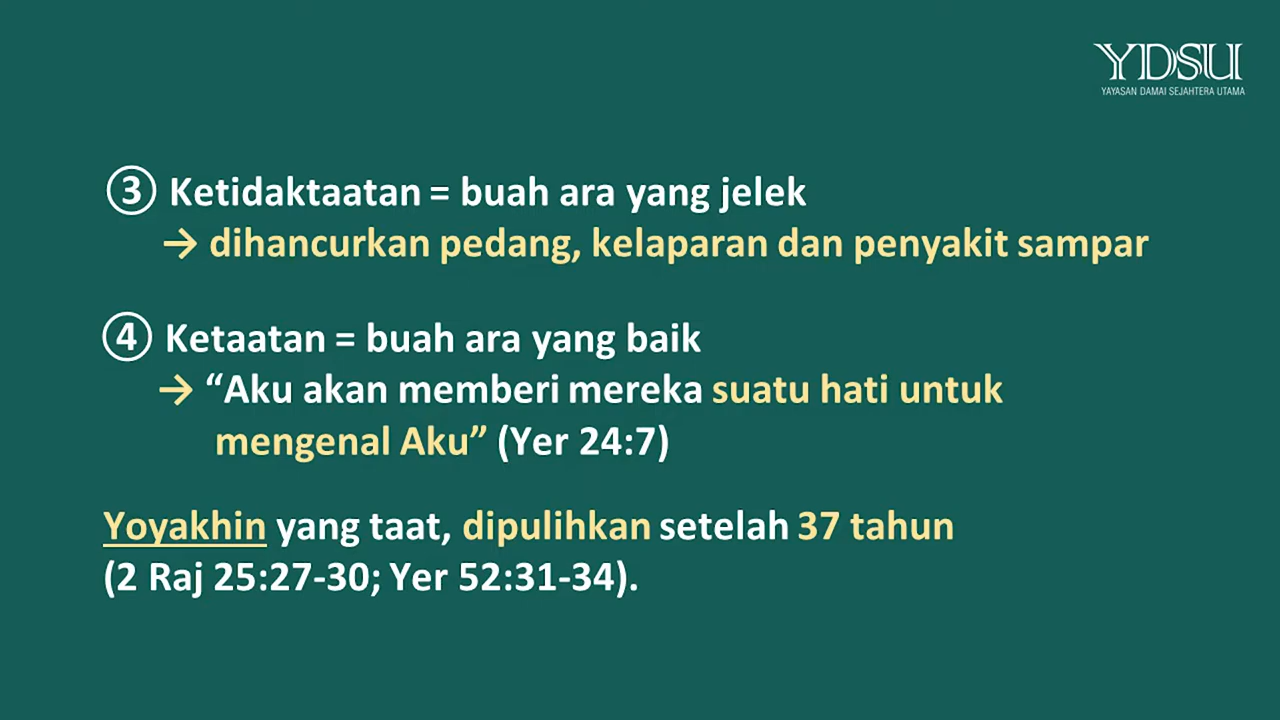 YDSU
YAYASAN DAMAI SEJAHTERA UTAMA
③ Ketidaktaatan = buah ara yang jelek
→ dihancurkan pedang, kelaparan dan penyakit sampar
④ Ketaatan = buah ara yang baik
→ “Aku akan memberi mereka suatu hati untuk
mengenal Aku” (Yer 24:7)
Yoyakhin yang taat, dipulihkan setelah 37 tahun
(2 Raj 25:27-30; Yer 52:31-34).